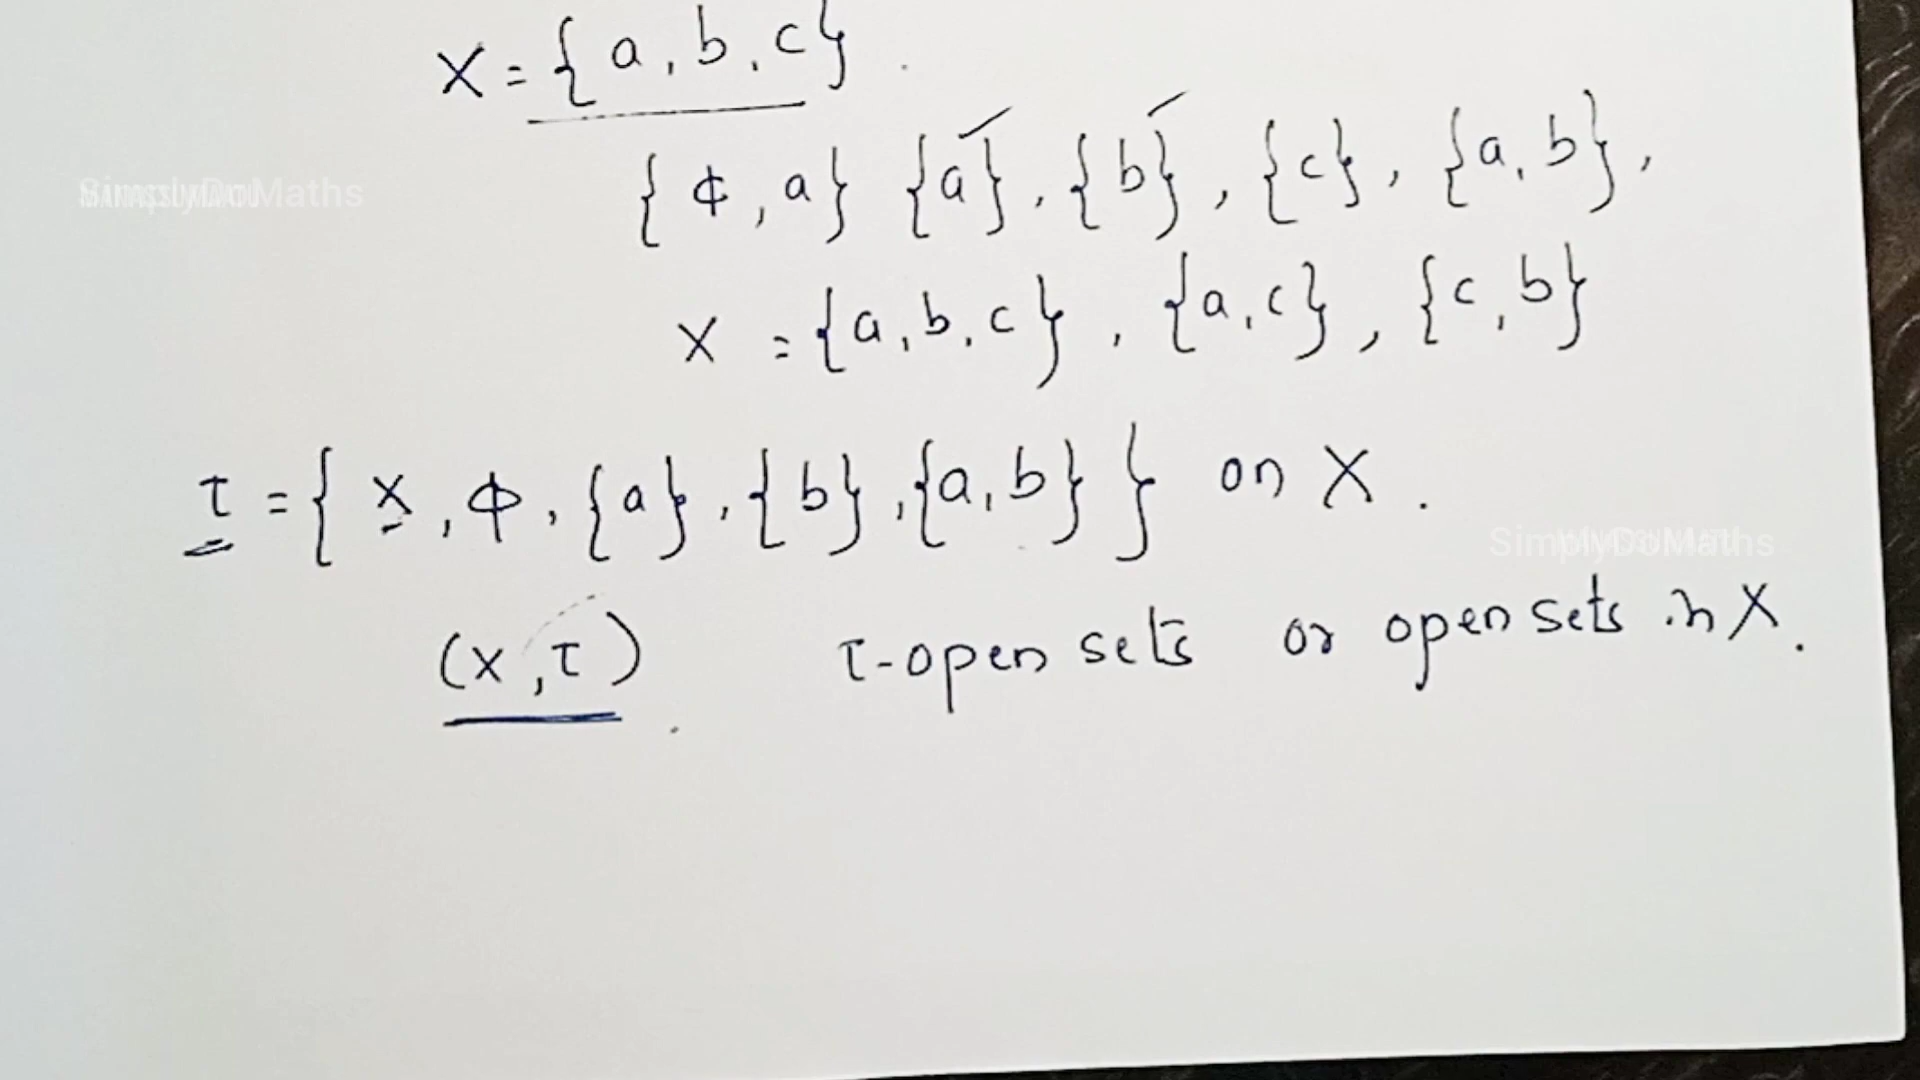 X = {a, b, c}
{ϕ, a} {a}, {b}, {c}, {a, b},
X = {a, b, c}, {a, c}, {c, b}
τ = { X, ϕ, {a}, {b}, {a, b} } on X.
(X, τ) τ-open sets or open sets in X.
SimplyDoMaths
SimplyDoMaths